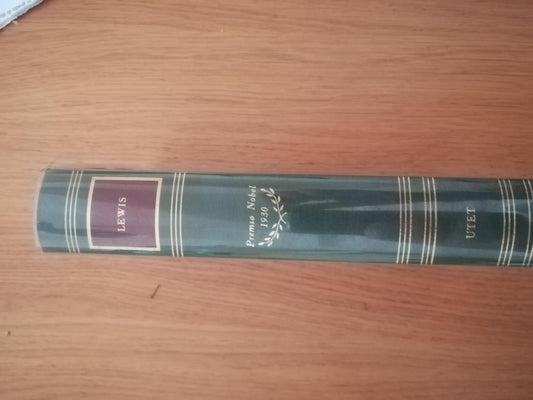 LEWIS
Premio Nobel
1930
UTET